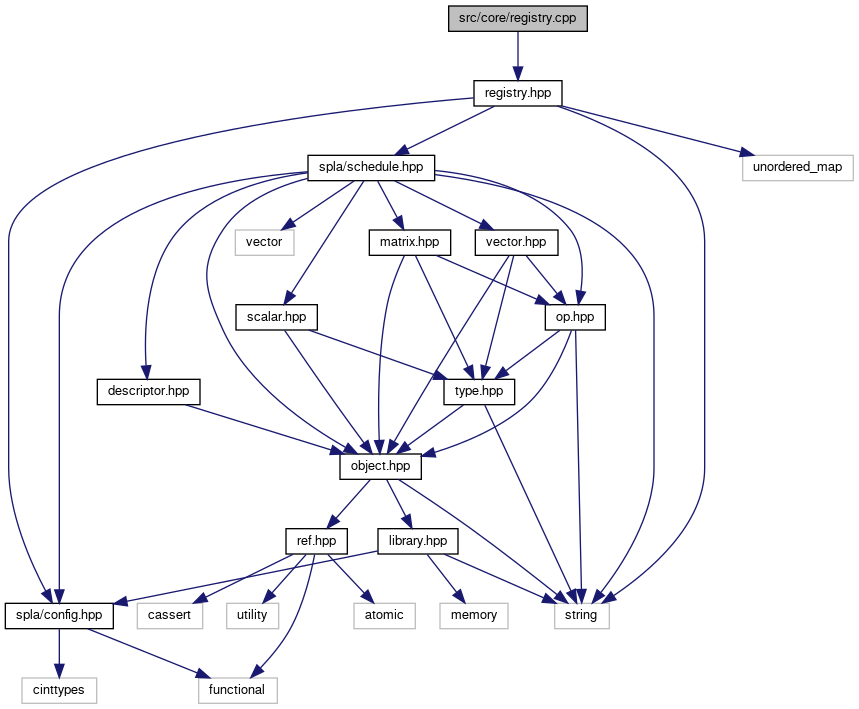 src/core/registry.cpp
registry.hpp
spla/schedule.hpp
unordered_map
vector
matrix.hpp
vector.hpp
scalar.hpp
op.hpp
descriptor.hpp
type.hpp
object.hpp
ref.hpp
library.hpp
spla/config.hpp
cassert
utility
atomic
memory
string
cinttypes
functional